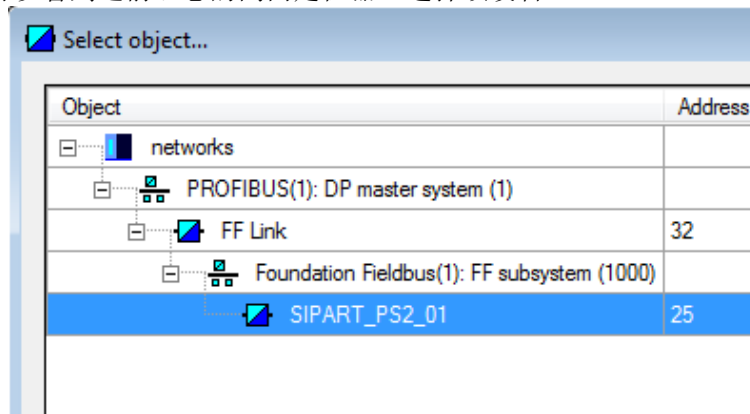 Select object...
Object Address
networks
PROFIBUS(1): DP master system (1)
FF Link 32
Foundation Fieldbus(1): FF subsystem (1000)
SIPART_PS2_01 25